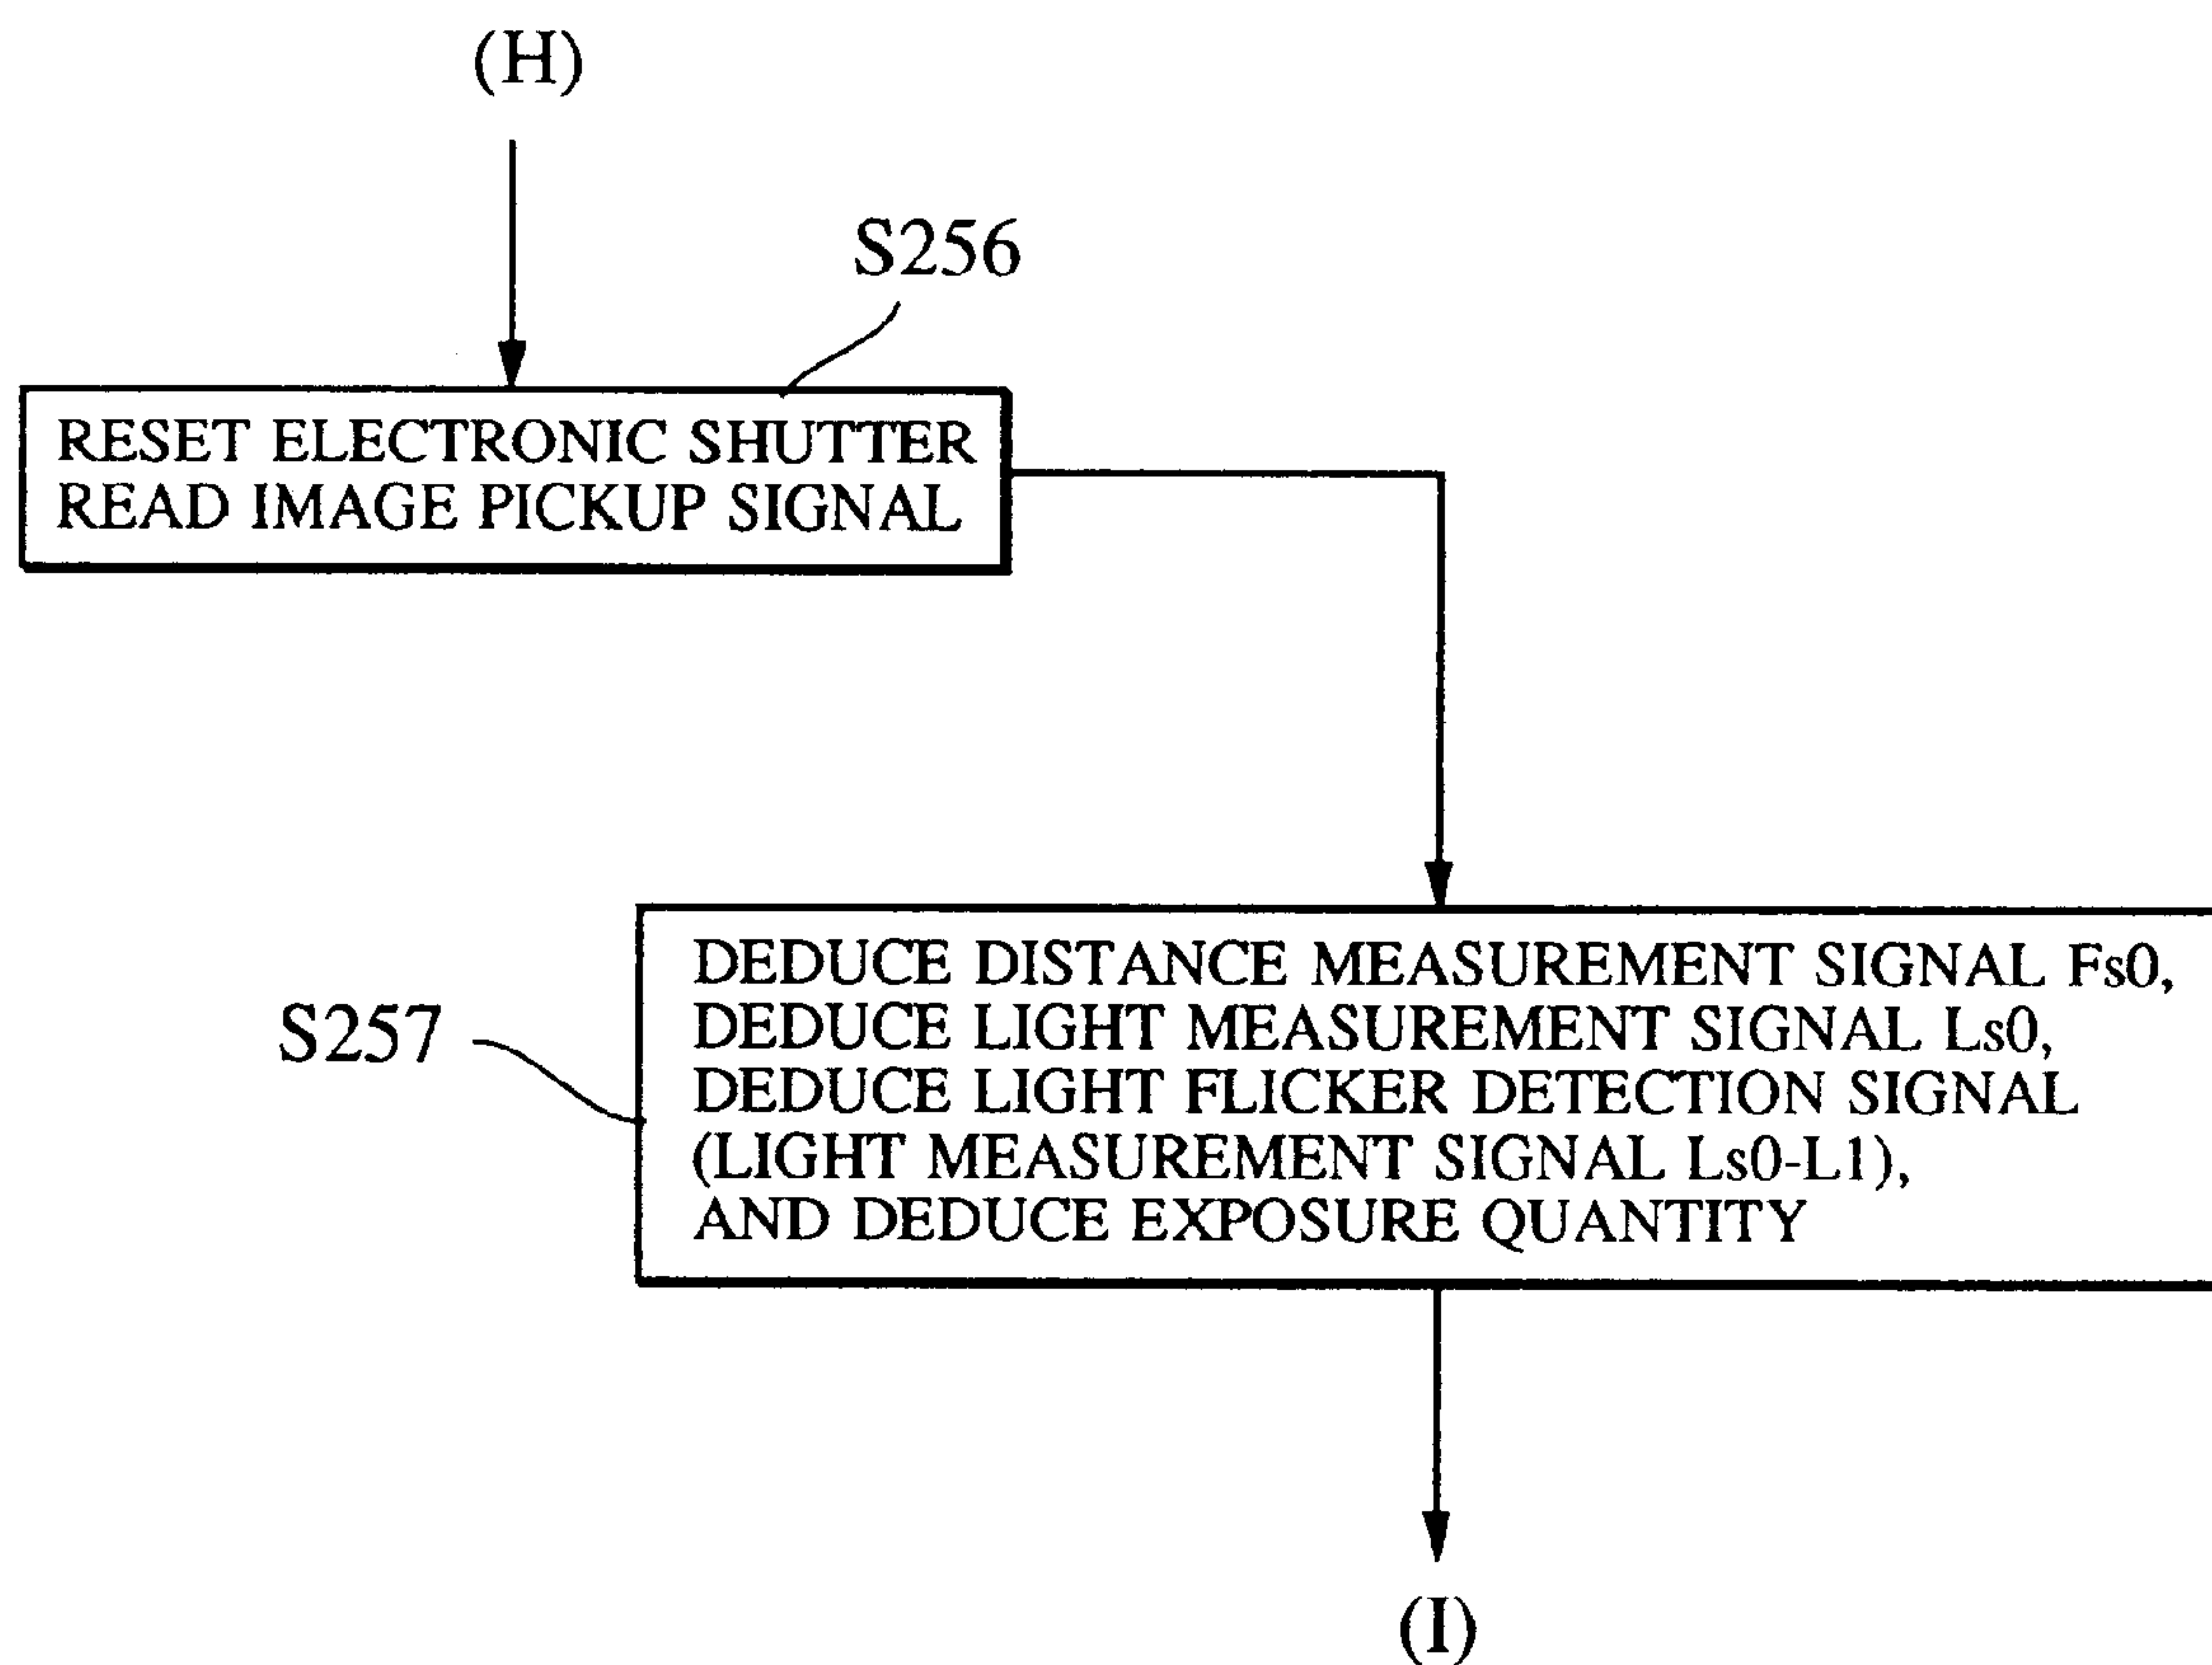 (H)
S256
RESET ELECTRONIC SHUTTER
READ IMAGE PICKUP SIGNAL
S257
DEDUCE DISTANCE MEASUREMENT SIGNAL Fs0,
DEDUCE LIGHT MEASUREMENT SIGNAL Ls0,
DEDUCE LIGHT FLICKER DETECTION SIGNAL
(LIGHT MEASUREMENT SIGNAL Ls0-L1),
AND DEDUCE EXPOSURE QUANTITY
(I)